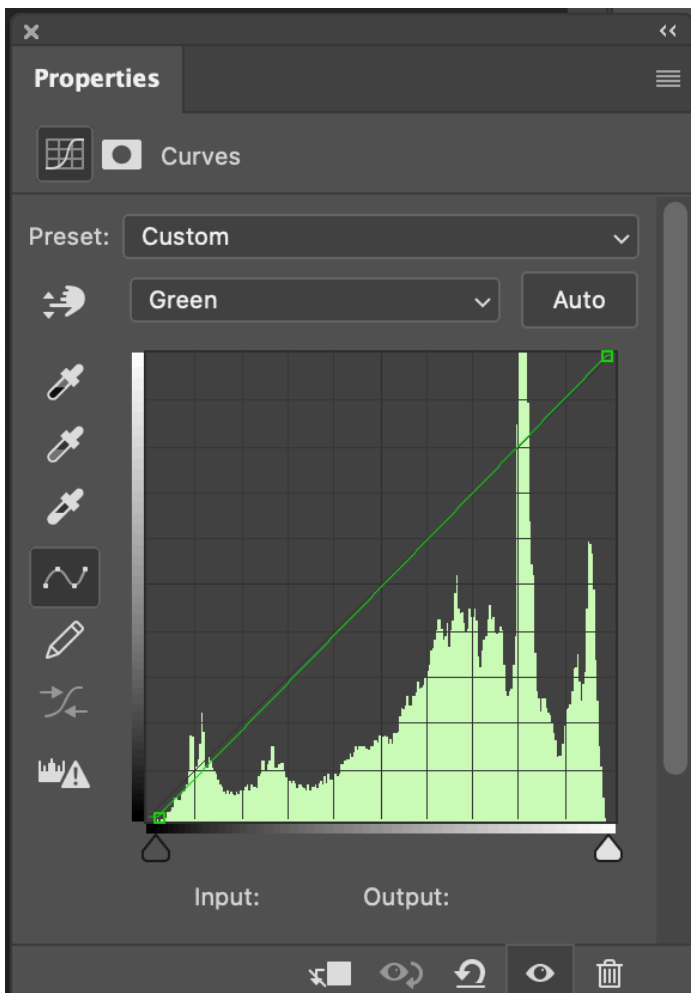 Properties
Curves
Preset: Custom
Green Auto
Input: Output: